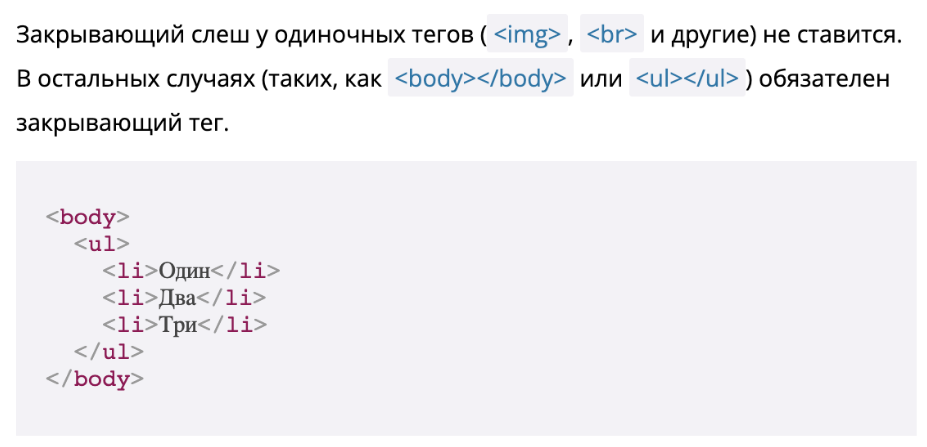 Закрывающий слеш у одиночных тегов ( <img> , <br> и другие) не ставится.
В остальных случаях (таких, как <body></body> или <ul></ul> ) обязателен
закрывающий тег.
<body>
<ul>
<li>Один</li>
<li>Два</li>
<li>Три</li>
</ul>
</body>